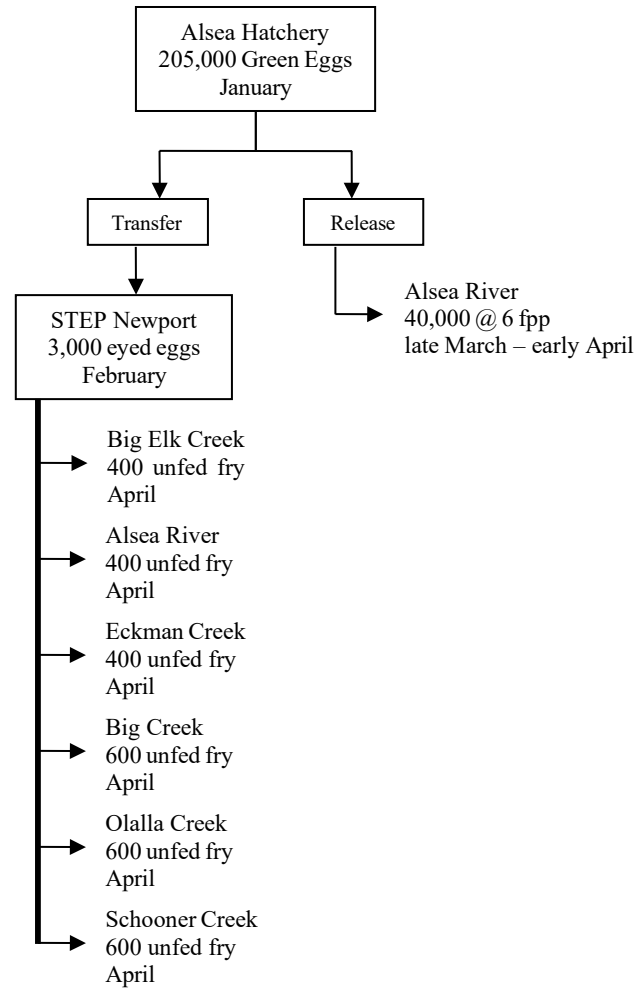 Alsea Hatchery
205,000 Green Eggs
January
Transfer
Release
STEP Newport
3,000 eyed eggs
February
Alsea River
40,000 @ 6 fpp
late March – early April
Big Elk Creek
400 unfed fry
April
Alsea River
400 unfed fry
April
Eckman Creek
400 unfed fry
April
Big Creek
600 unfed fry
April
Olalla Creek
600 unfed fry
April
Schooner Creek
600 unfed fry
April